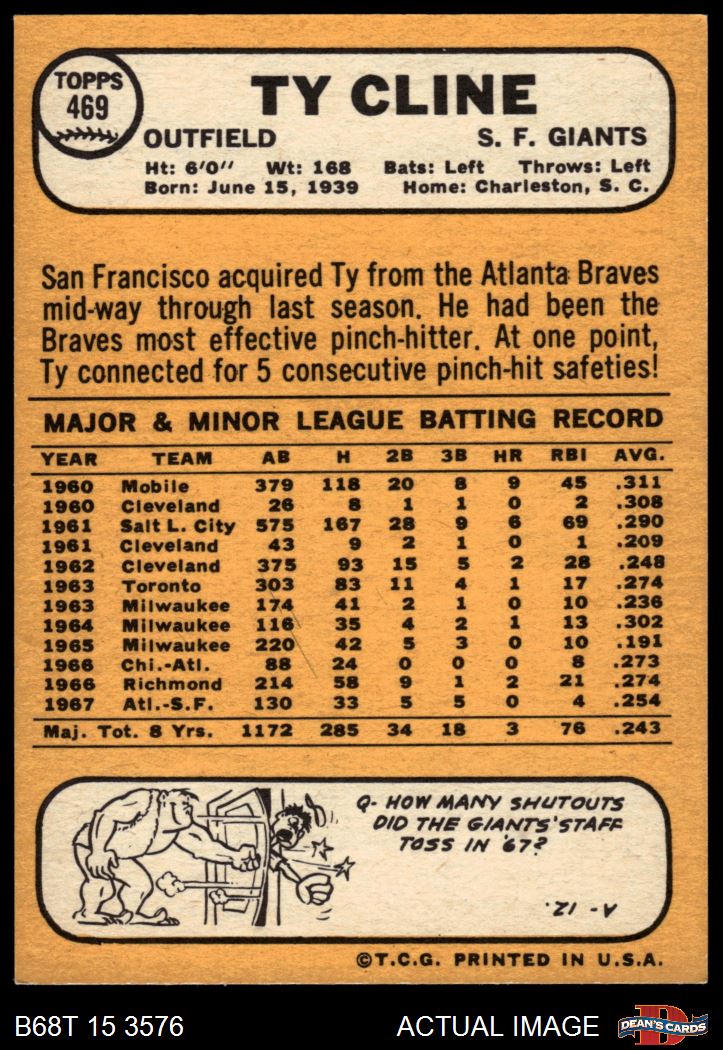 TOPPS
469
TY CLINE
OUTFIELD S. F. GIANTS
Ht: 6'0'' Wt: 168 Bats: Left Throws: Left
Born: June 15, 1939 Home: Charleston, S. C.
San Francisco acquired Ty from the Atlanta Braves
mid-way through last season. He had been the
Braves most effective pinch-hitter. At one point,
Ty connected for 5 consecutive pinch-hit safeties!
MAJOR & MINOR LEAGUE BATTING RECORD
YEAR TEAM AB H 2B 3B HR RBI AVG.
1960 Mobile 379 118 20 8 9 45 .311
1960 Cleveland 26 8 1 1 0 2 .308
1961 Salt L. City 575 167 28 9 6 69 .290
1961 Cleveland 43 9 2 1 0 1 .209
1962 Cleveland 375 93 15 5 2 28 .248
1963 Toronto 303 83 11 4 1 17 .274
1963 Milwaukee 174 41 2 1 0 10 .236
1964 Milwaukee 116 35 4 2 1 13 .302
1965 Milwaukee 220 42 5 3 0 10 .191
1966 Chi.-Atl. 88 24 0 0 0 8 .273
1966 Richmond 214 58 9 1 2 21 .274
1967 Atl.-S.F. 130 33 5 5 0 4 .254
Maj. Tot. 8 Yrs. 1172 285 34 18 3 76 .243
Q- HOW MANY SHUTOUTS
DID THE GIANTS' STAFF
TOSS IN '67?
A- 12.
©T.C.G. PRINTED IN U.S.A.
B68T 15 3576 ACTUAL IMAGE
D
DEAN'S CARDS